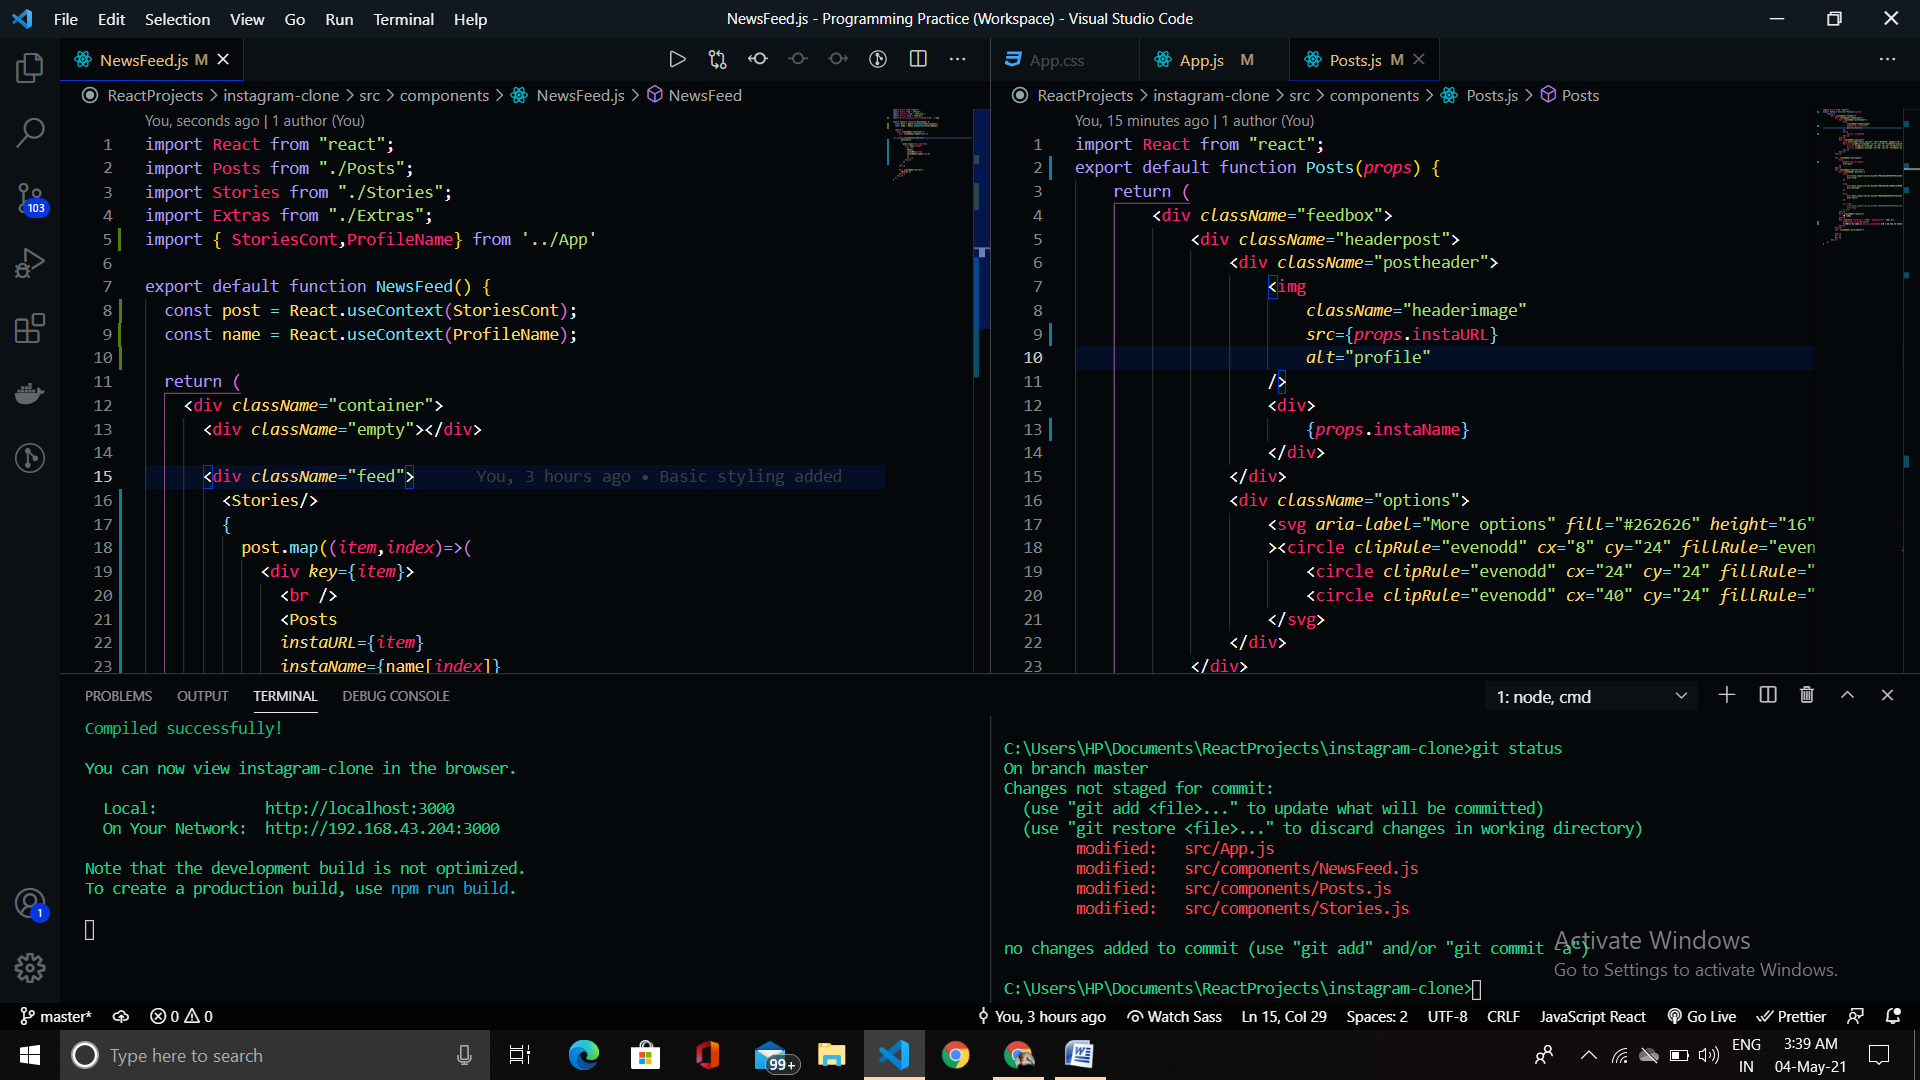 File Edit Selection View Go Run Terminal Help
NewsFeed.js - Programming Practice (Workspace) - Visual Studio Code
NewsFeed.js M
ReactProjects > instagram-clone > src > components > NewsFeed.js > NewsFeed
You, seconds ago | 1 author (You)
1 import React from "react";
2 import Posts from "./Posts";
3 import Stories from "./Stories";
4 import Extras from "./Extras";
5 import { StoriesCont,ProfileName} from '../App'
6
7 export default function NewsFeed() {
8 const post = React.useContext(StoriesCont);
9 const name = React.useContext(ProfileName);
10
11 return (
12 <div className="container">
13 <div className="empty"></div>
14
15 <div className="feed"> You, 3 hours ago • Basic styling added
16 <Stories/>
17 {
18 post.map((item,index)=>(
19 <div key={item}>
20 <br />
21 <Posts
22 instaURL={item}
23 instaName={name[index]}
App.css
App.js M
Posts.js M
ReactProjects > instagram-clone > src > components > Posts.js > Posts
You, 15 minutes ago | 1 author (You)
1 import React from "react";
2 export default function Posts(props) {
3 return (
4 <div className="feedbox">
5 <div className="headerpost">
6 <div className="postheader">
7 <img
8 className="headerimage"
9 src={props.instaURL}
10 alt="profile"
11 />
12 <div>
13 {props.instaName}
14 </div>
15 </div>
16 <div className="options">
17 <svg aria-label="More options" fill="#262626" height="16"
18 ><circle clipRule="evenodd" cx="8" cy="24" fillRule="even
19 <circle clipRule="evenodd" cx="24" cy="24" fillRule="
20 <circle clipRule="evenodd" cx="40" cy="24" fillRule="
21 </svg>
22 </div>
23 </div>
103
1
PROBLEMS OUTPUT TERMINAL DEBUG CONSOLE
1: node, cmd
Compiled successfully!
You can now view instagram-clone in the browser.
Local: http://localhost:3000
On Your Network: http://192.168.43.204:3000
Note that the development build is not optimized.
To create a production build, use npm run build.
C:\Users\HP\Documents\ReactProjects\instagram-clone>git status
On branch master
Changes not staged for commit:
(use "git add <file>..." to update what will be committed)
(use "git restore <file>..." to discard changes in working directory)
modified: src/App.js
modified: src/components/NewsFeed.js
modified: src/components/Posts.js
modified: src/components/Stories.js
no changes added to commit (use "git add" and/or "git commit -a")
C:\Users\HP\Documents\ReactProjects\instagram-clone>
Activate Windows
Go to Settings to activate Windows.
master* 0 0
You, 3 hours ago Watch Sass Ln 15, Col 29 Spaces: 2 UTF-8 CRLF JavaScript React Go Live Prettier
Type here to search
99+
ENG
IN
3:39 AM
04-May-21